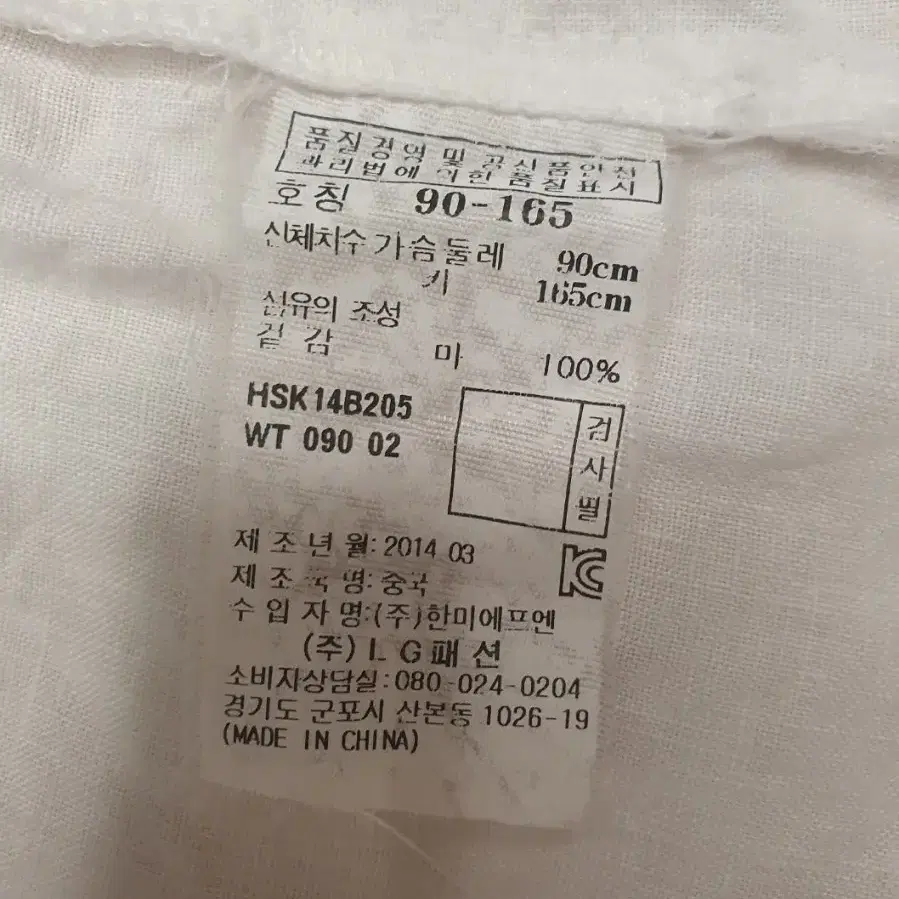 품질경영 및 공산품안전
관리법에 의한 품질표시
호칭 90-165
신체치수 가슴둘레 90cm
키 165cm
섬유의 조성
겉감 마 100%
HSK14B205
WT 090 02
검사필
제조년월: 2014 03
KC
제조국명: 중국
수입자명:(주)한미에프엔
(주)LG패션
소비자상담실:080-024-0204
경기도 군포시 산본동 1026-19
(MADE IN CHINA)